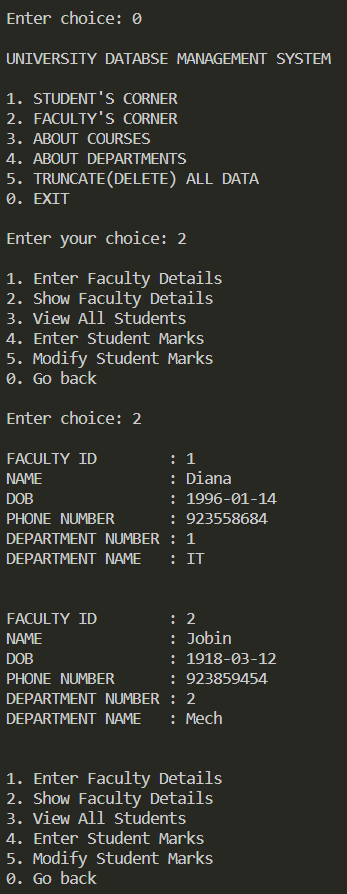 Enter choice: 0
UNIVERSITY DATABSE MANAGEMENT SYSTEM
1. STUDENT'S CORNER
2. FACULTY'S CORNER
3. ABOUT COURSES
4. ABOUT DEPARTMENTS
5. TRUNCATE(DELETE) ALL DATA
0. EXIT
Enter your choice: 2
1. Enter Faculty Details
2. Show Faculty Details
3. View All Students
4. Enter Student Marks
5. Modify Student Marks
0. Go back
Enter choice: 2
FACULTY ID : 1
NAME : Diana
DOB : 1996-01-14
PHONE NUMBER : 923558684
DEPARTMENT NUMBER : 1
DEPARTMENT NAME : IT
FACULTY ID : 2
NAME : Jobin
DOB : 1918-03-12
PHONE NUMBER : 923859454
DEPARTMENT NUMBER : 2
DEPARTMENT NAME : Mech
1. Enter Faculty Details
2. Show Faculty Details
3. View All Students
4. Enter Student Marks
5. Modify Student Marks
0. Go back